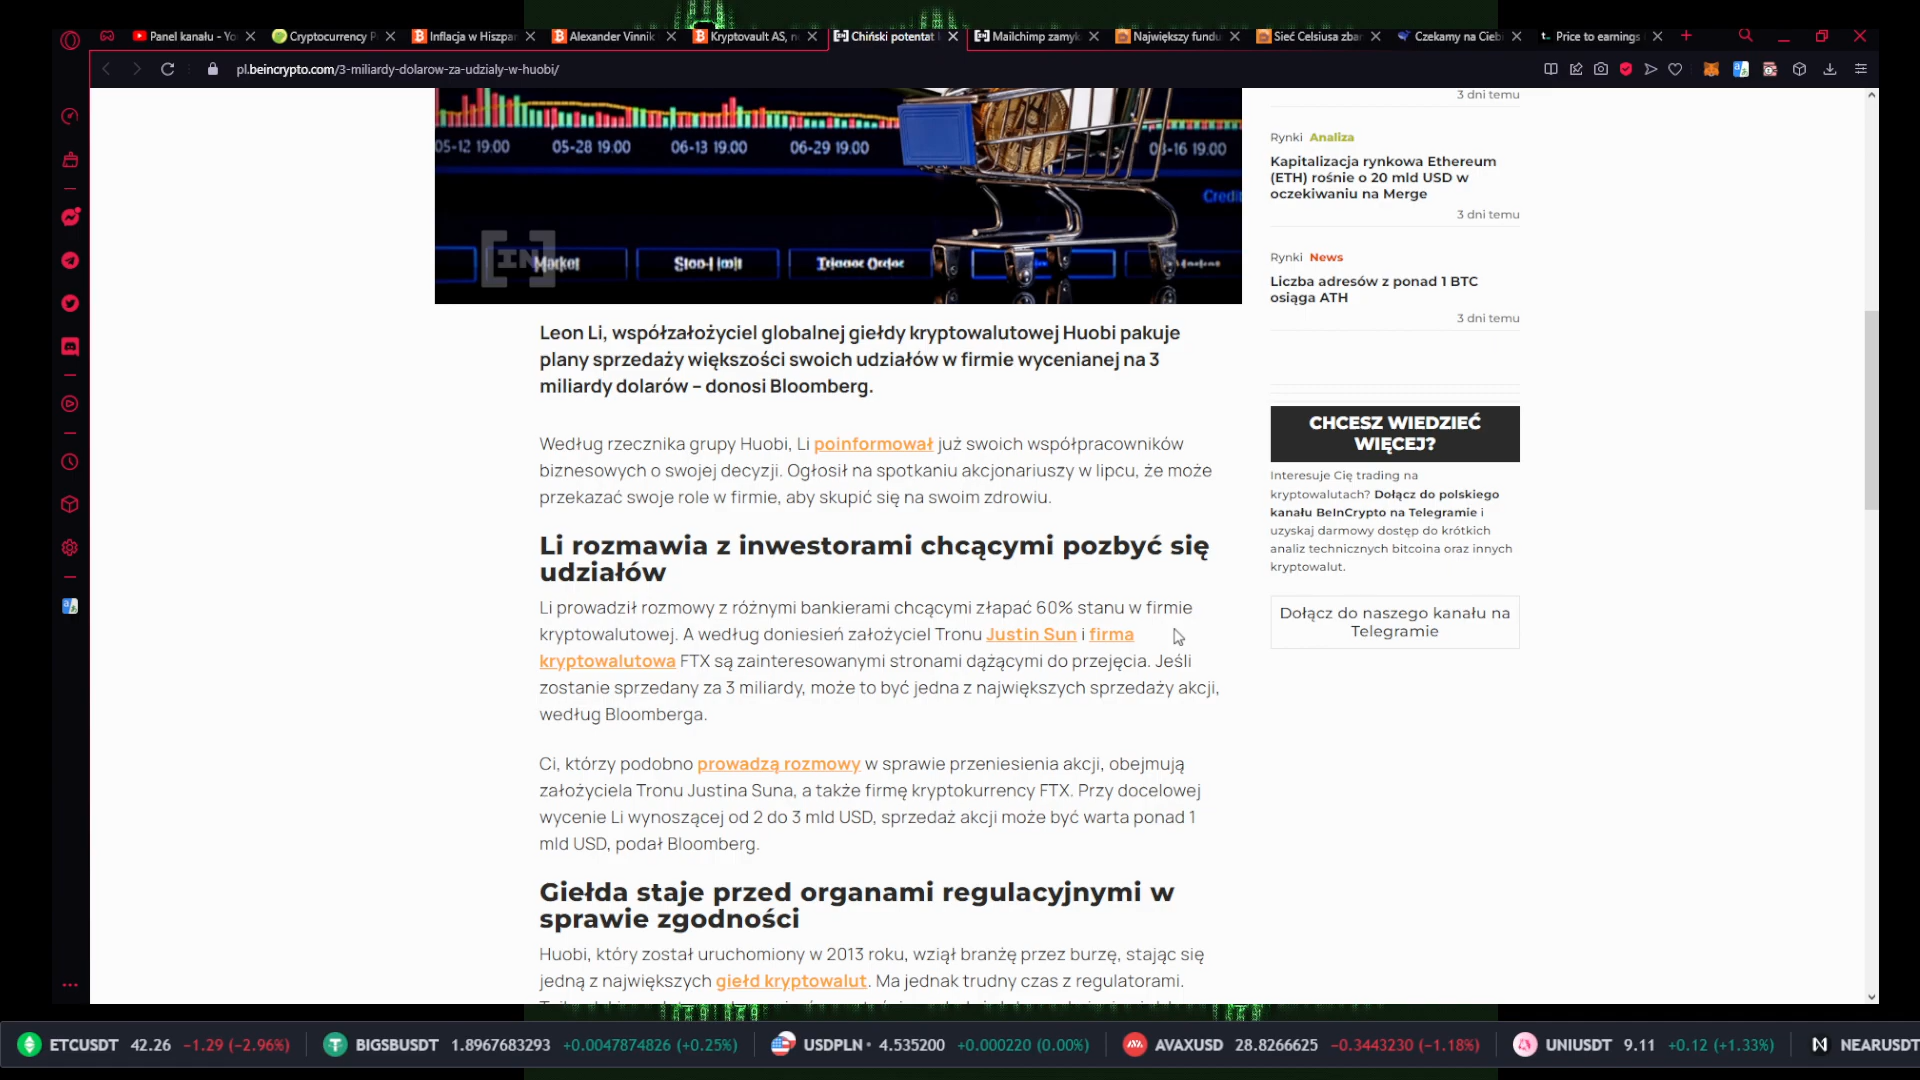 Panel kanału - Yo
Cryptocurrency P
Inflacja w Hiszpa
Alexander Vinnik
Kryptovault AS, n
Chiński potentat
Mailchimp zamyk
Największy fundu
Sieć Celsiusa zba
Czekamy na Cieb
Price to earnings
pl.beincrypto.com/3-miliardy-dolarow-za-udzialy-w-huobi/
05-12 19:00
05-28 19:00
06-13 19:00
06-29 19:00
19:00
Credit
IN
Market
Stop-limit
Trigger Order
Leon Li, współzałożyciel globalnej giełdy kryptowalutowej Huobi pakuje
plany sprzedaży większości swoich udziałów w firmie wycenianej na 3
miliardy dolarów – donosi Bloomberg.
Według rzecznika grupy Huobi, Li poinformował już swoich współpracowników
biznesowych o swojej decyzji. Ogłosił na spotkaniu akcjonariuszy w lipcu, że może
przekazać swoje role w firmie, aby skupić się na swoim zdrowiu.
Li rozmawia z inwestorami chcącymi pozbyć się
udziałów
Li prowadził rozmowy z różnymi bankierami chcącymi złapać 60% stanu w firmie
kryptowalutowej. A według doniesień założyciel Tronu Justin Sun i firma
kryptowalutowa FTX są zainteresowanymi stronami dążącymi do przejęcia. Jeśli
zostanie sprzedany za 3 miliardy, może to być jedna z największych sprzedaży akcji,
według Bloomberga.
Ci, którzy podobno prowadzą rozmowy w sprawie przeniesienia akcji, obejmują
założyciela Tronu Justina Suna, a także firmę kryptokurrency FTX. Przy docelowej
wycenie Li wynoszącej od 2 do 3 mld USD, sprzedaż akcji może być warta ponad 1
mld USD, podał Bloomberg.
Giełda staje przed organami regulacyjnymi w
sprawie zgodności
Huobi, który został uruchomiony w 2013 roku, wziął branżę przez burzę, stając się
jedną z największych giełd kryptowalut. Ma jednak trudny czas z regulatorami.
3 dni temu
Rynki Analiza
Kapitalizacja rynkowa Ethereum
(ETH) rośnie o 20 mld USD w
oczekiwaniu na Merge
3 dni temu
Rynki News
Liczba adresów z ponad 1 BTC
osiąga ATH
3 dni temu
CHCESZ WIEDZIEĆ
WIĘCEJ?
Interesuje Cię trading na
kryptowalutach? Dołącz do polskiego
kanału BeInCrypto na Telegramie i
uzyskaj darmowy dostęp do krótkich
analiz technicznych bitcoina oraz innych
kryptowalut.
Dołącz do naszego kanału na
Telegramie
ETCUSDT 42.26 −1.29 (−2.96%)
BIGSBUSDT 1.8967683293 +0.0047874826 (+0.25%)
USDPLN 4.535200 +0.000220 (0.00%)
AVAXUSD 28.8266625 −0.3443230 (−1.18%)
UNIUSDT 9.11 +0.12 (+1.33%)
NEARUSDT